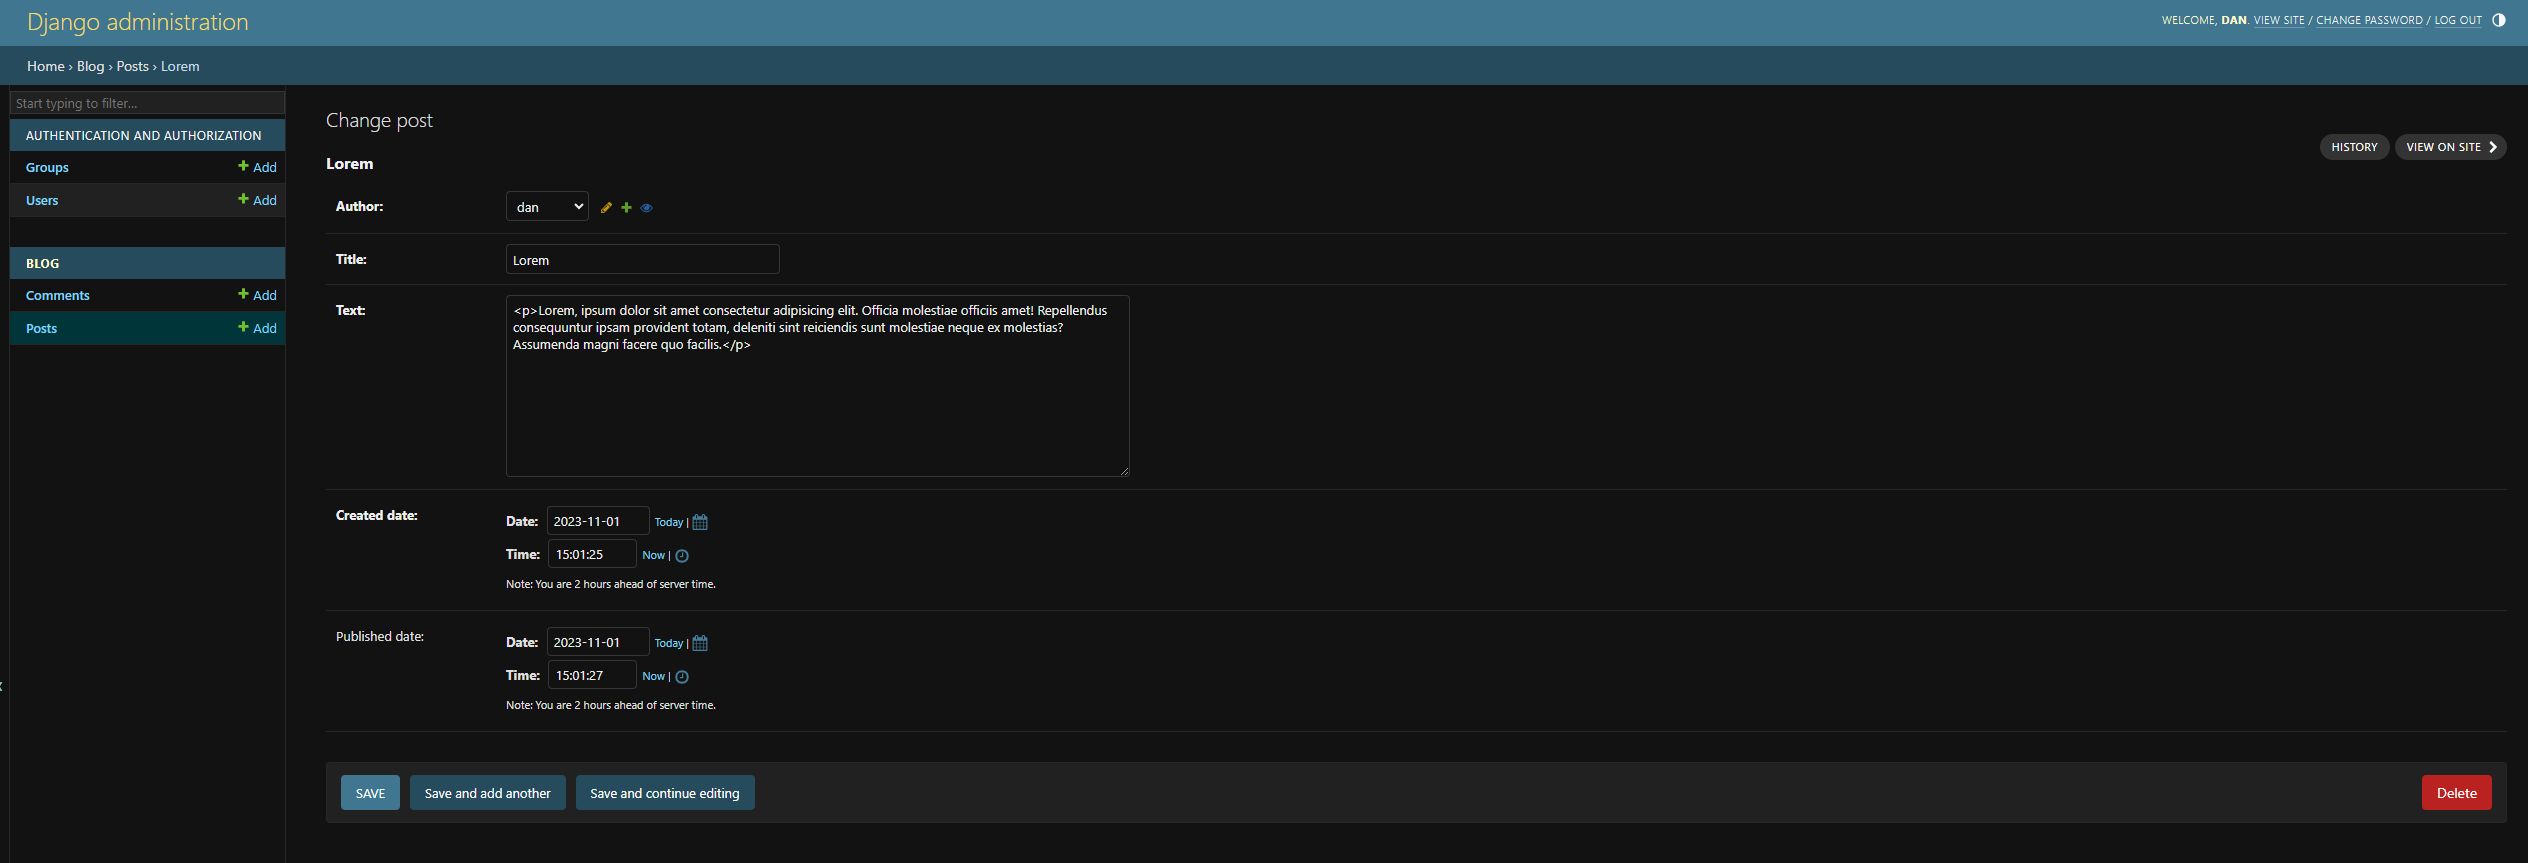 Django administration
WELCOME, DAN. VIEW SITE / CHANGE PASSWORD / LOG OUT
Home › Blog › Posts › Lorem
Start typing to filter...
AUTHENTICATION AND AUTHORIZATION
Groups Add
Users Add
BLOG
Comments Add
Posts Add
Change post
HISTORY VIEW ON SITE
Lorem
Author: dan
Title: Lorem
Text: <p>Lorem, ipsum dolor sit amet consectetur adipisicing elit. Officia molestiae officiis amet! Repellendus
consequuntur ipsam provident totam, deleniti sint reiciendis sunt molestiae neque ex molestias?
Assumenda magni facere quo facilis.</p>
Created date: Date: 2023-11-01 Today |
Time: 15:01:25 Now |
Note: You are 2 hours ahead of server time.
Published date: Date: 2023-11-01 Today |
Time: 15:01:27 Now |
Note: You are 2 hours ahead of server time.
SAVE Save and add another Save and continue editing Delete